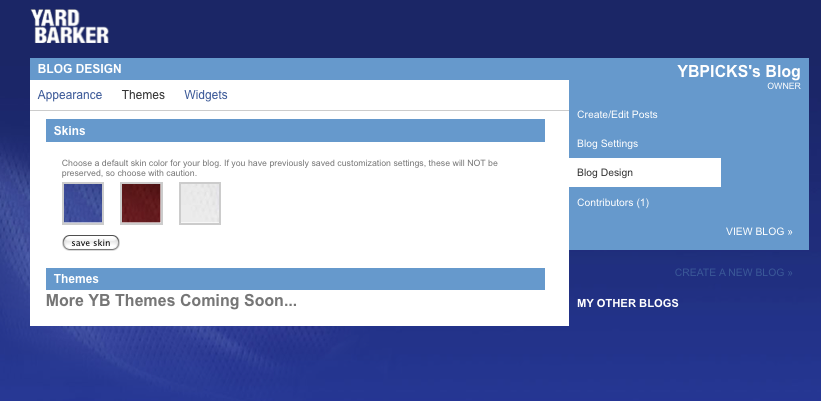 YARD
BARKER
BLOG DESIGN
Appearance Themes Widgets
Skins
Choose a default skin color for your blog. If you have previously saved customization settings, these will NOT be
preserved, so choose with caution.
save skin
Themes
More YB Themes Coming Soon...
YBPICKS's Blog
OWNER
Create/Edit Posts
Blog Settings
Blog Design
Contributors (1)
VIEW BLOG »
CREATE A NEW BLOG »
MY OTHER BLOGS